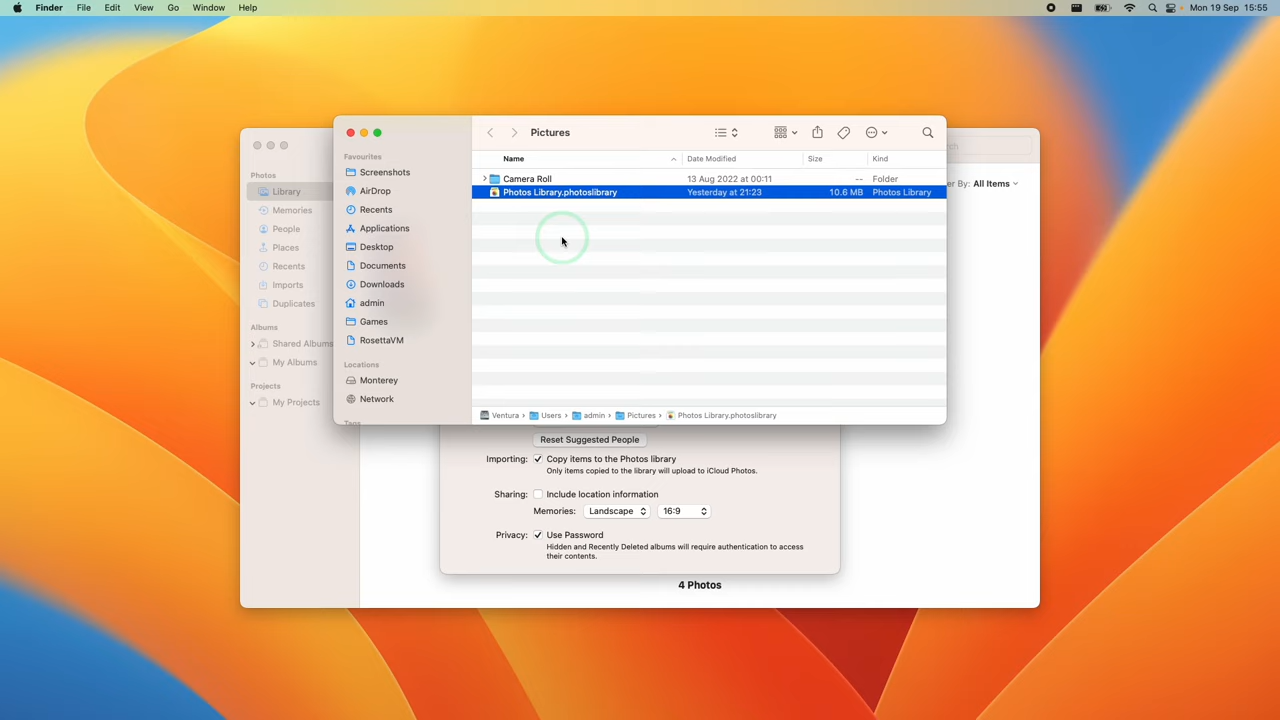 Finder File Edit View Go Window Help Mon 19 Sep 15:55
Pictures
Favourites
Screenshots
AirDrop
Recents
Applications
Desktop
Documents
Downloads
admin
Games
RosettaVM
Locations
Monterey
Network
Tags
Name Date Modified Size Kind
Camera Roll 13 Aug 2022 at 00:11 -- Folder
Photos Library.photoslibrary Yesterday at 21:23 10.6 MB Photos Library
Ventura › Users › admin › Pictures › Photos Library.photoslibrary
Photos
Library
Memories
People
Places
Recents
Imports
Duplicates
Albums
Shared Albums
My Albums
Projects
My Projects
By: All Items
Reset Suggested People
Importing: Copy items to the Photos library
Only items copied to the library will upload to iCloud Photos.
Sharing: Include location information
Memories: Landscape 16:9
Privacy: Use Password
Hidden and Recently Deleted albums will require authentication to access
their contents.
4 Photos